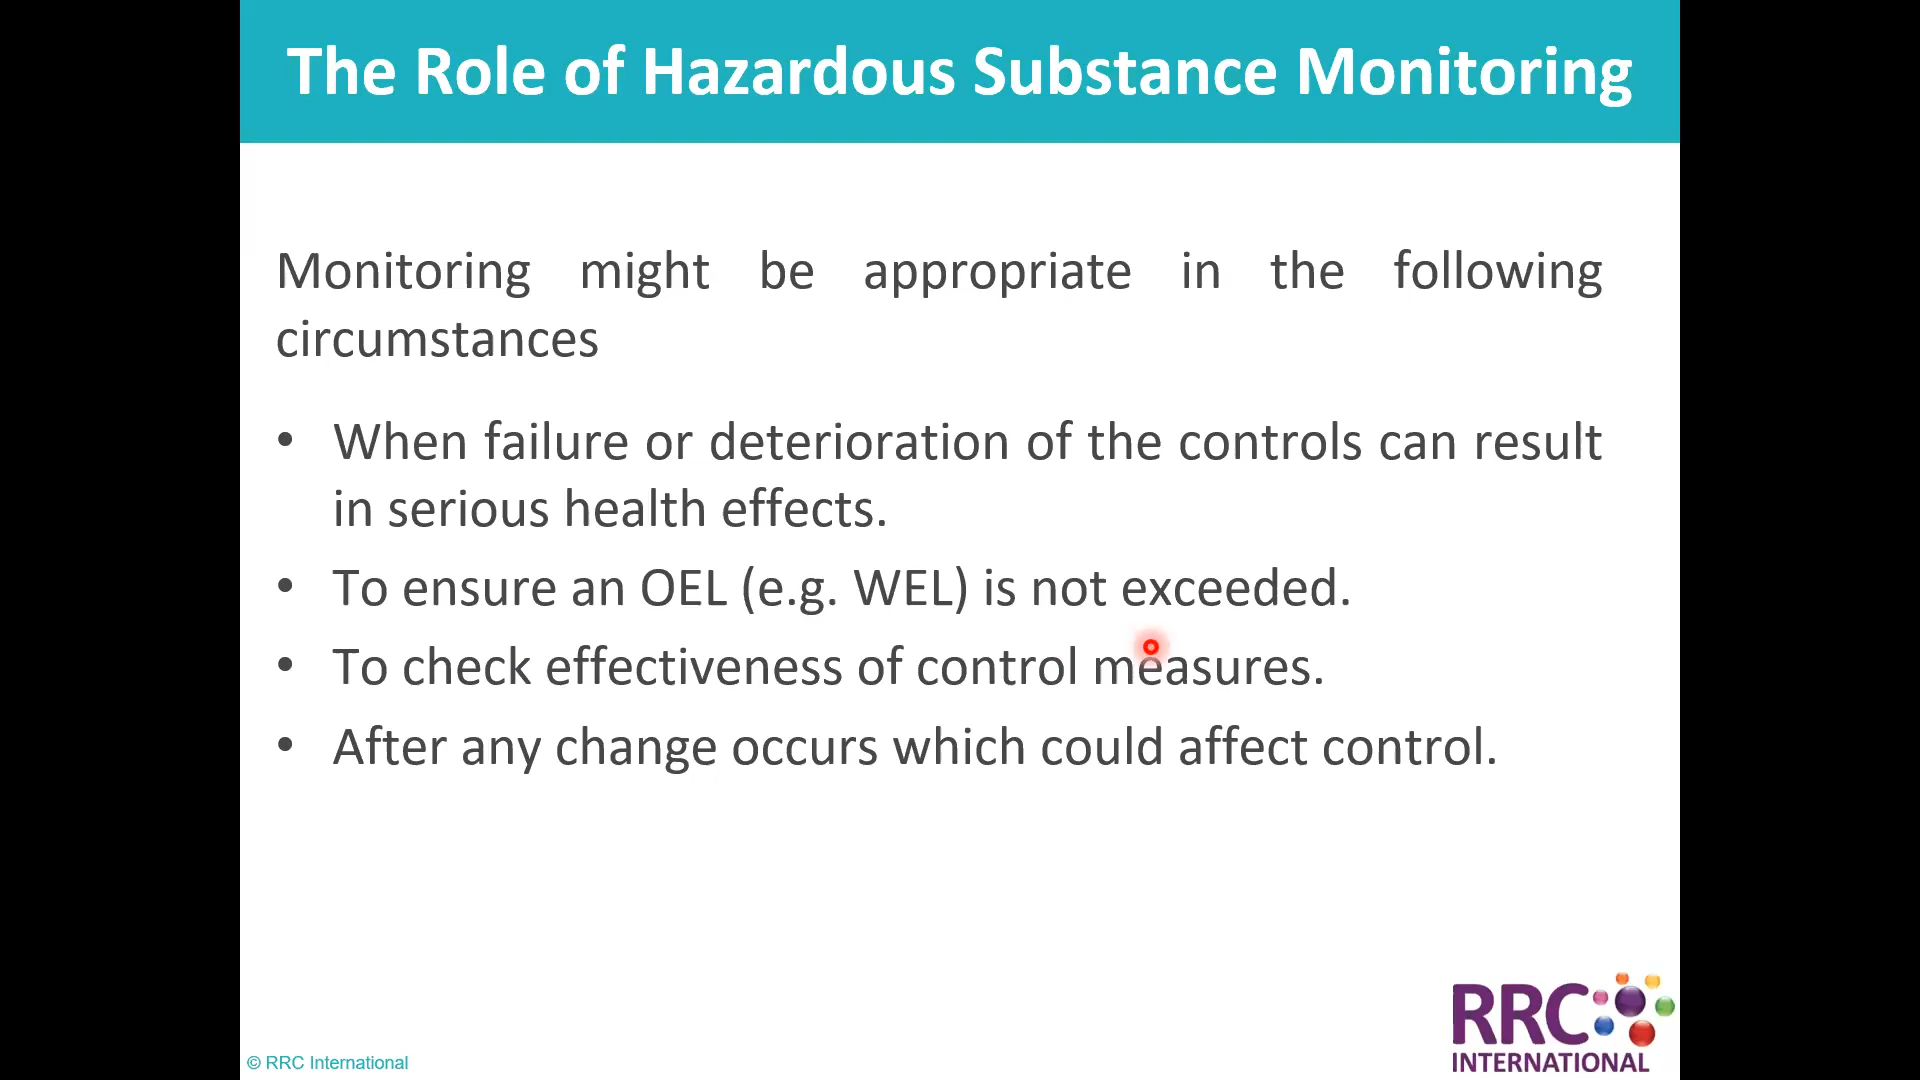 The Role of Hazardous Substance Monitoring
Monitoring might be appropriate in the following
circumstances
• When failure or deterioration of the controls can result
in serious health effects.
• To ensure an OEL (e.g. WEL) is not exceeded.
• To check effectiveness of control measures.
• After any change occurs which could affect control.
RRC
INTERNATIONAL
© RRC International